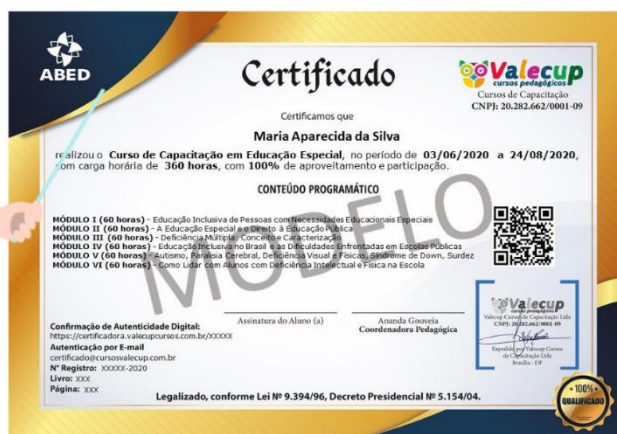 ABED
Certificado
Valecup
cursos pedagógicos
Cursos de Capacitação
CNPJ: 20.282.662/0001-09
Certificamos que
Maria Aparecida da Silva
realizou o Curso de Capacitação em Educação Especial, no período de 03/06/2020 a 24/08/2020,
com carga horária de 360 horas, com 100% de aproveitamento e participação.
CONTEÚDO PROGRAMÁTICO
MÓDULO I (60 horas) - Educação Inclusiva de Pessoas com Necessidades Educacionais Especiais
MÓDULO II (60 horas) - A Educação Especial e o Direito à Educação Pública
MÓDULO III (60 horas) - Deficiência Múltipla: Conceito e Caracterização
MÓDULO IV (60 horas) - Educação Inclusiva no Brasil e as Dificuldades Enfrentadas em Escolas Públicas
MÓDULO V (60 horas) - Autismo, Paralisia Cerebral, Deficiência Visual e Físicas, Síndrome de Down, Surdez
MÓDULO VI (60 horas) - Como Lidar com Alunos com Deficiência Intelectual e Física na Escola
MODELO
Assinatura do Aluno (a)
Ananda Gouveia
Coordenadora Pedagógica
Valecup
Valecup Cursos de Capacitação Ltda
CNPJ: 20.282.662/0001-09
Expedido por Valecup Cursos
de Capacitação Ltda
Brasília - DF
Confirmação de Autenticidade Digital:
https://certificadora.valecupcursos.com.br/XXXXX
Autenticação por E-mail
certificado@cursosvalecup.com.br
Nº Registro: XXXXX-2020
Livro: XXX
Página: XXX
Legalizado, conforme Lei Nº 9.394/96, Decreto Presidencial Nº 5.154/04.
100%
QUALIFICADO